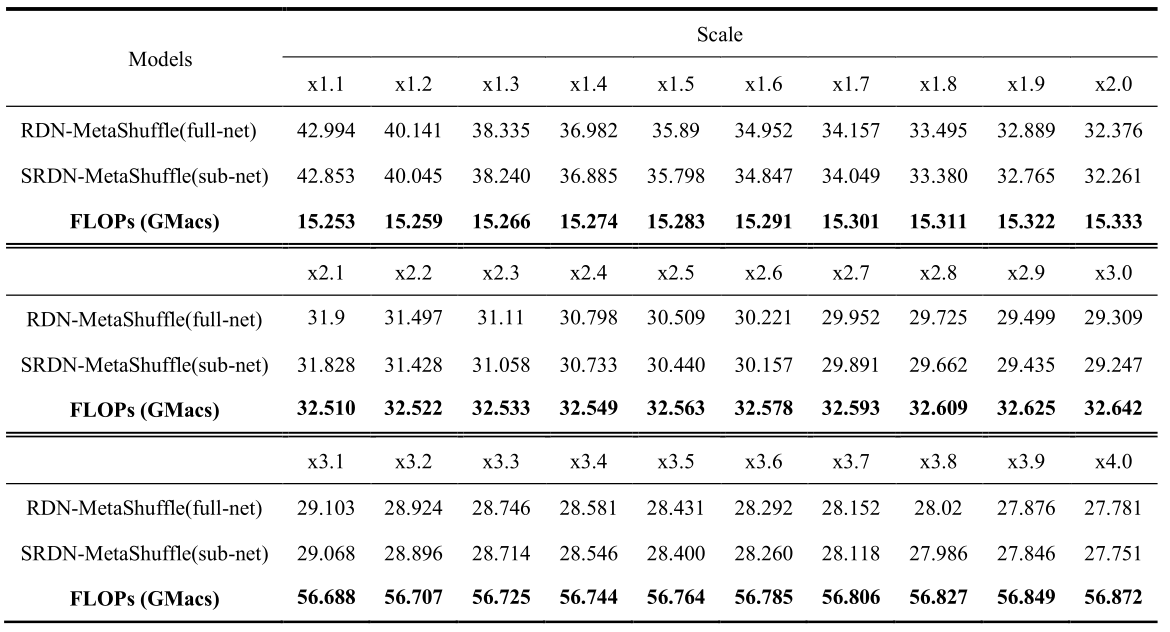 Scale
Models
x1.1 x1.2 x1.3 x1.4 x1.5 x1.6 x1.7 x1.8 x1.9 x2.0
RDN-MetaShuffle(full-net) 42.994 40.141 38.335 36.982 35.89 34.952 34.157 33.495 32.889 32.376
SRDN-MetaShuffle(sub-net) 42.853 40.045 38.240 36.885 35.798 34.847 34.049 33.380 32.765 32.261
FLOPs (GMacs) 15.253 15.259 15.266 15.274 15.283 15.291 15.301 15.311 15.322 15.333
x2.1 x2.2 x2.3 x2.4 x2.5 x2.6 x2.7 x2.8 x2.9 x3.0
RDN-MetaShuffle(full-net) 31.9 31.497 31.11 30.798 30.509 30.221 29.952 29.725 29.499 29.309
SRDN-MetaShuffle(sub-net) 31.828 31.428 31.058 30.733 30.440 30.157 29.891 29.662 29.435 29.247
FLOPs (GMacs) 32.510 32.522 32.533 32.549 32.563 32.578 32.593 32.609 32.625 32.642
x3.1 x3.2 x3.3 x3.4 x3.5 x3.6 x3.7 x3.8 x3.9 x4.0
RDN-MetaShuffle(full-net) 29.103 28.924 28.746 28.581 28.431 28.292 28.152 28.02 27.876 27.781
SRDN-MetaShuffle(sub-net) 29.068 28.896 28.714 28.546 28.400 28.260 28.118 27.986 27.846 27.751
FLOPs (GMacs) 56.688 56.707 56.725 56.744 56.764 56.785 56.806 56.827 56.849 56.872